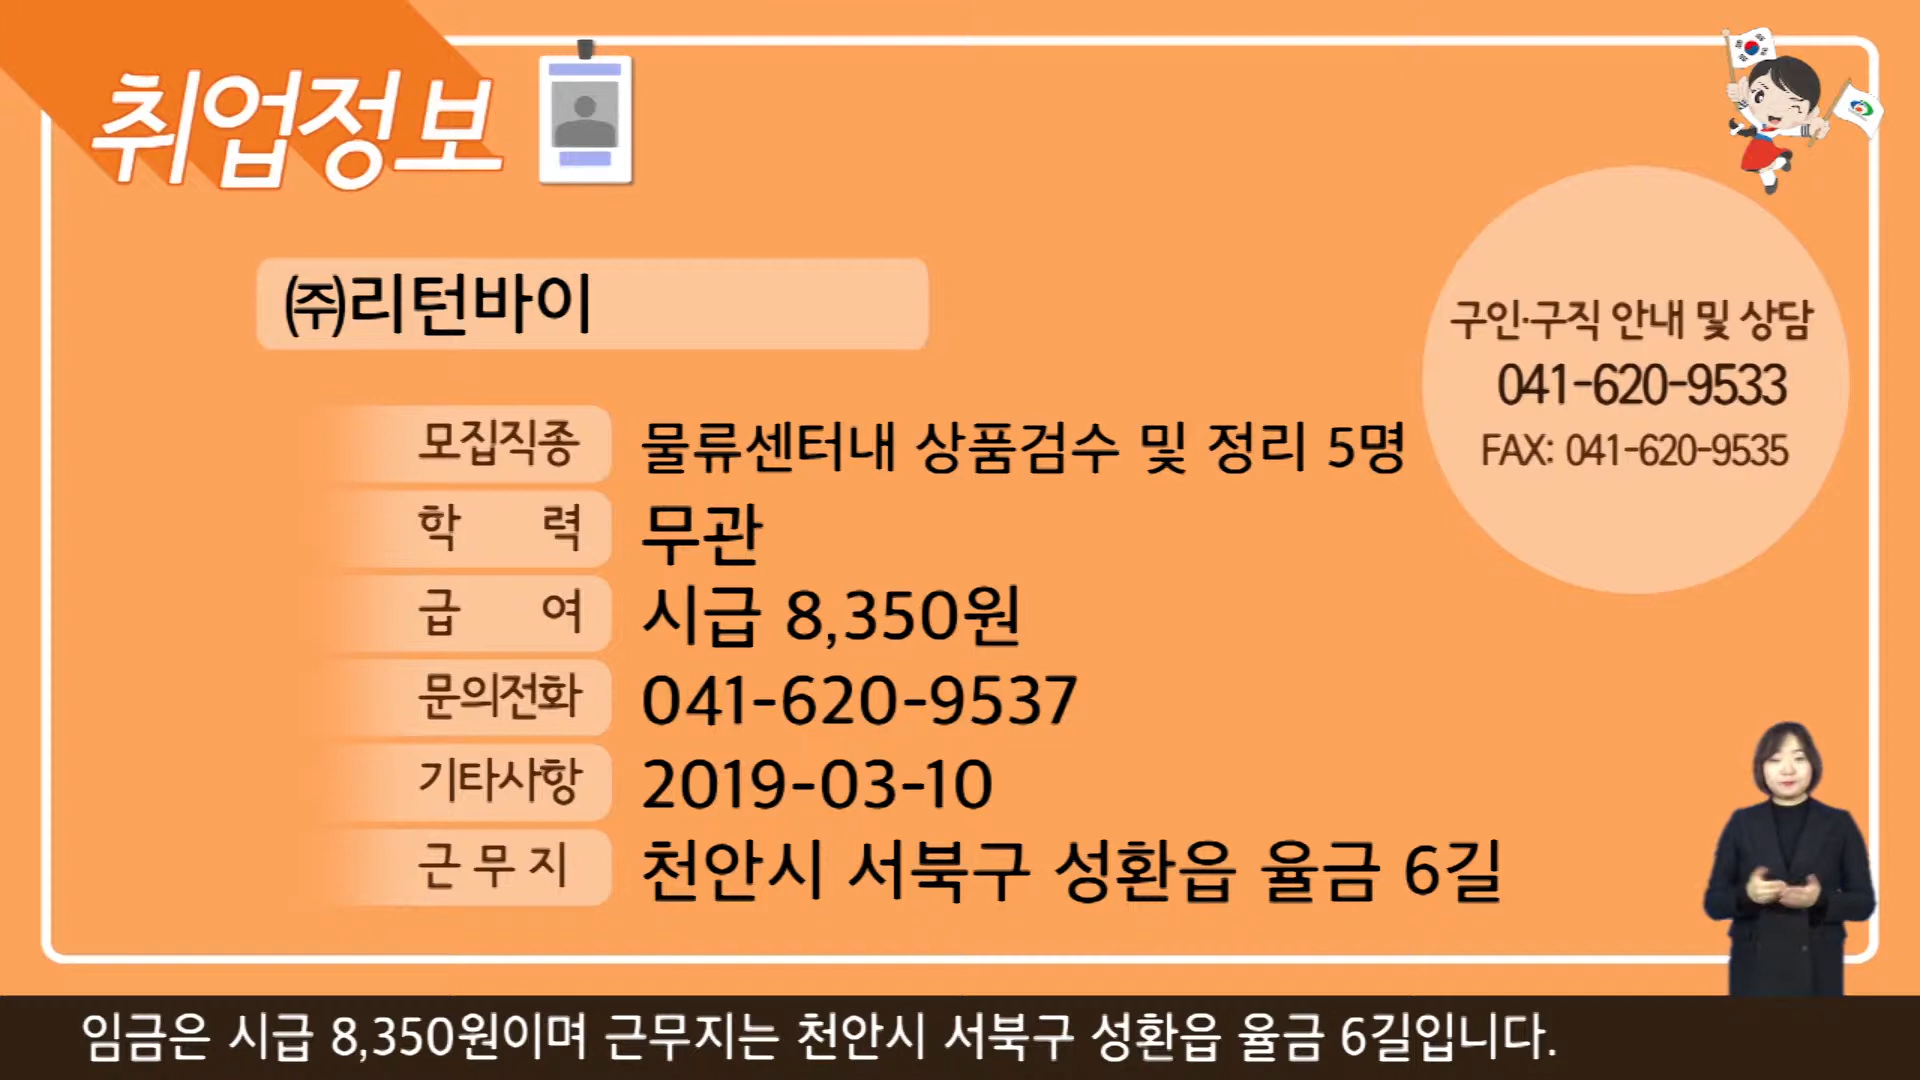 취업정보
㈜리턴바이
구인·구직 안내 및 상담
041-620-9533
FAX: 041-620-9535
모집직종 물류센터내 상품검수 및 정리 5명
학 력 무관
급 여 시급 8,350원
문의전화 041-620-9537
기타사항 2019-03-10
근 무 지 천안시 서북구 성환읍 율금 6길
임금은 시급 8,350원이며 근무지는 천안시 서북구 성환읍 율금 6길입니다.